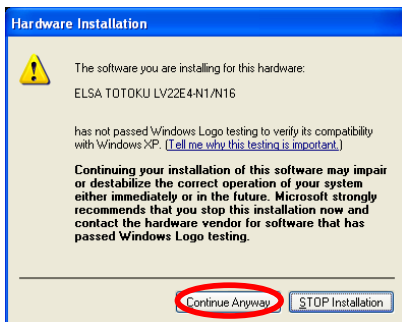 Hardware Installation
The software you are installing for this hardware:
ELSA TOTOKU LV22E4-N1/N16
has not passed Windows Logo testing to verify its compatibility
with Windows XP. (Tell me why this testing is important.)
Continuing your installation of this software may impair
or destabilize the correct operation of your system
either immediately or in the future. Microsoft strongly
recommends that you stop this installation now and
contact the hardware vendor for software that has
passed Windows Logo testing.
Continue Anyway STOP Installation